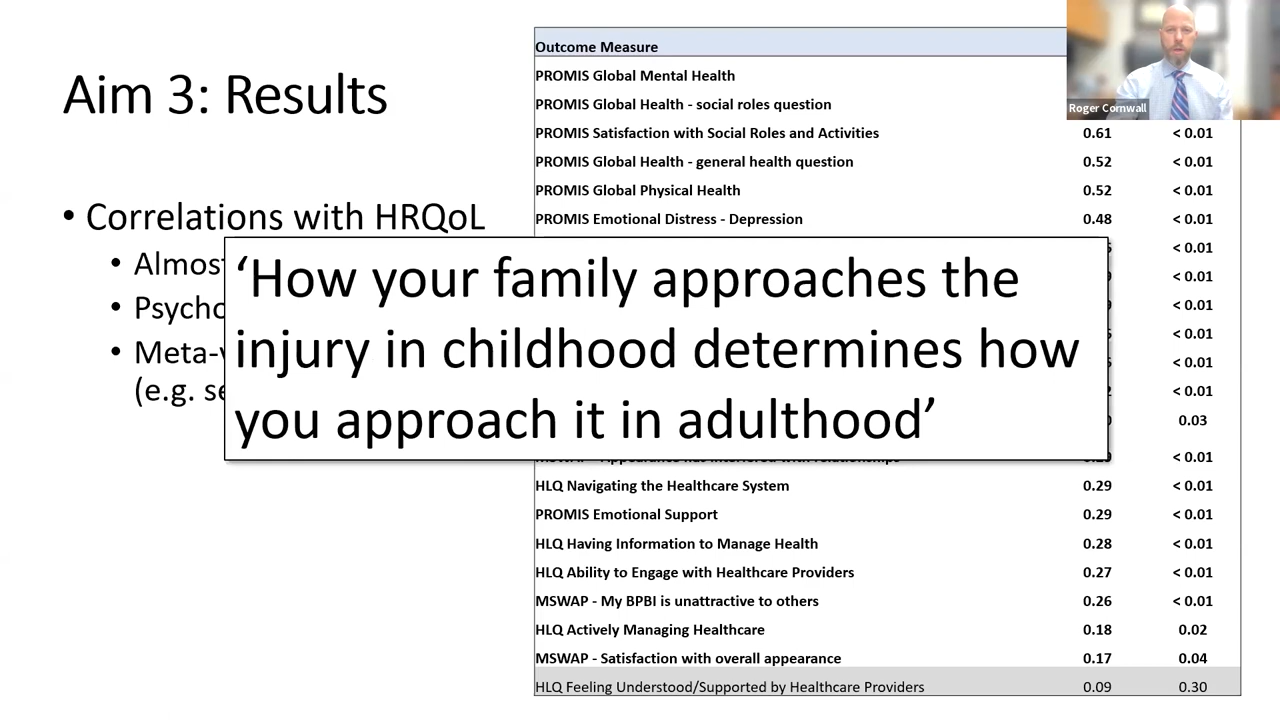 Aim 3: Results
• Correlations with HRQoL
• 
• 
• 
(e.g.
‘How your family approaches the
injury in childhood determines how
you approach it in adulthood’
Outcome Measure
PROMIS Global Mental Health
PROMIS Global Health - social roles question
PROMIS Satisfaction with Social Roles and Activities 0.61 < 0.01
PROMIS Global Health - general health question 0.52 < 0.01
PROMIS Global Physical Health 0.52 < 0.01
PROMIS Emotional Distress - Depression 0.48 < 0.01
< 0.01
< 0.01
< 0.01
< 0.01
< 0.01
< 0.01
0.03
MSWAP - Appearance has interfered with relationships 0.29 < 0.01
HLQ Navigating the Healthcare System 0.29 < 0.01
PROMIS Emotional Support 0.29 < 0.01
HLQ Having Information to Manage Health 0.28 < 0.01
HLQ Ability to Engage with Healthcare Providers 0.27 < 0.01
MSWAP - My BPBI is unattractive to others 0.26 < 0.01
HLQ Actively Managing Healthcare 0.18 0.02
MSWAP - Satisfaction with overall appearance 0.17 0.04
HLQ Feeling Understood/Supported by Healthcare Providers 0.09 0.30
Roger Cornwall